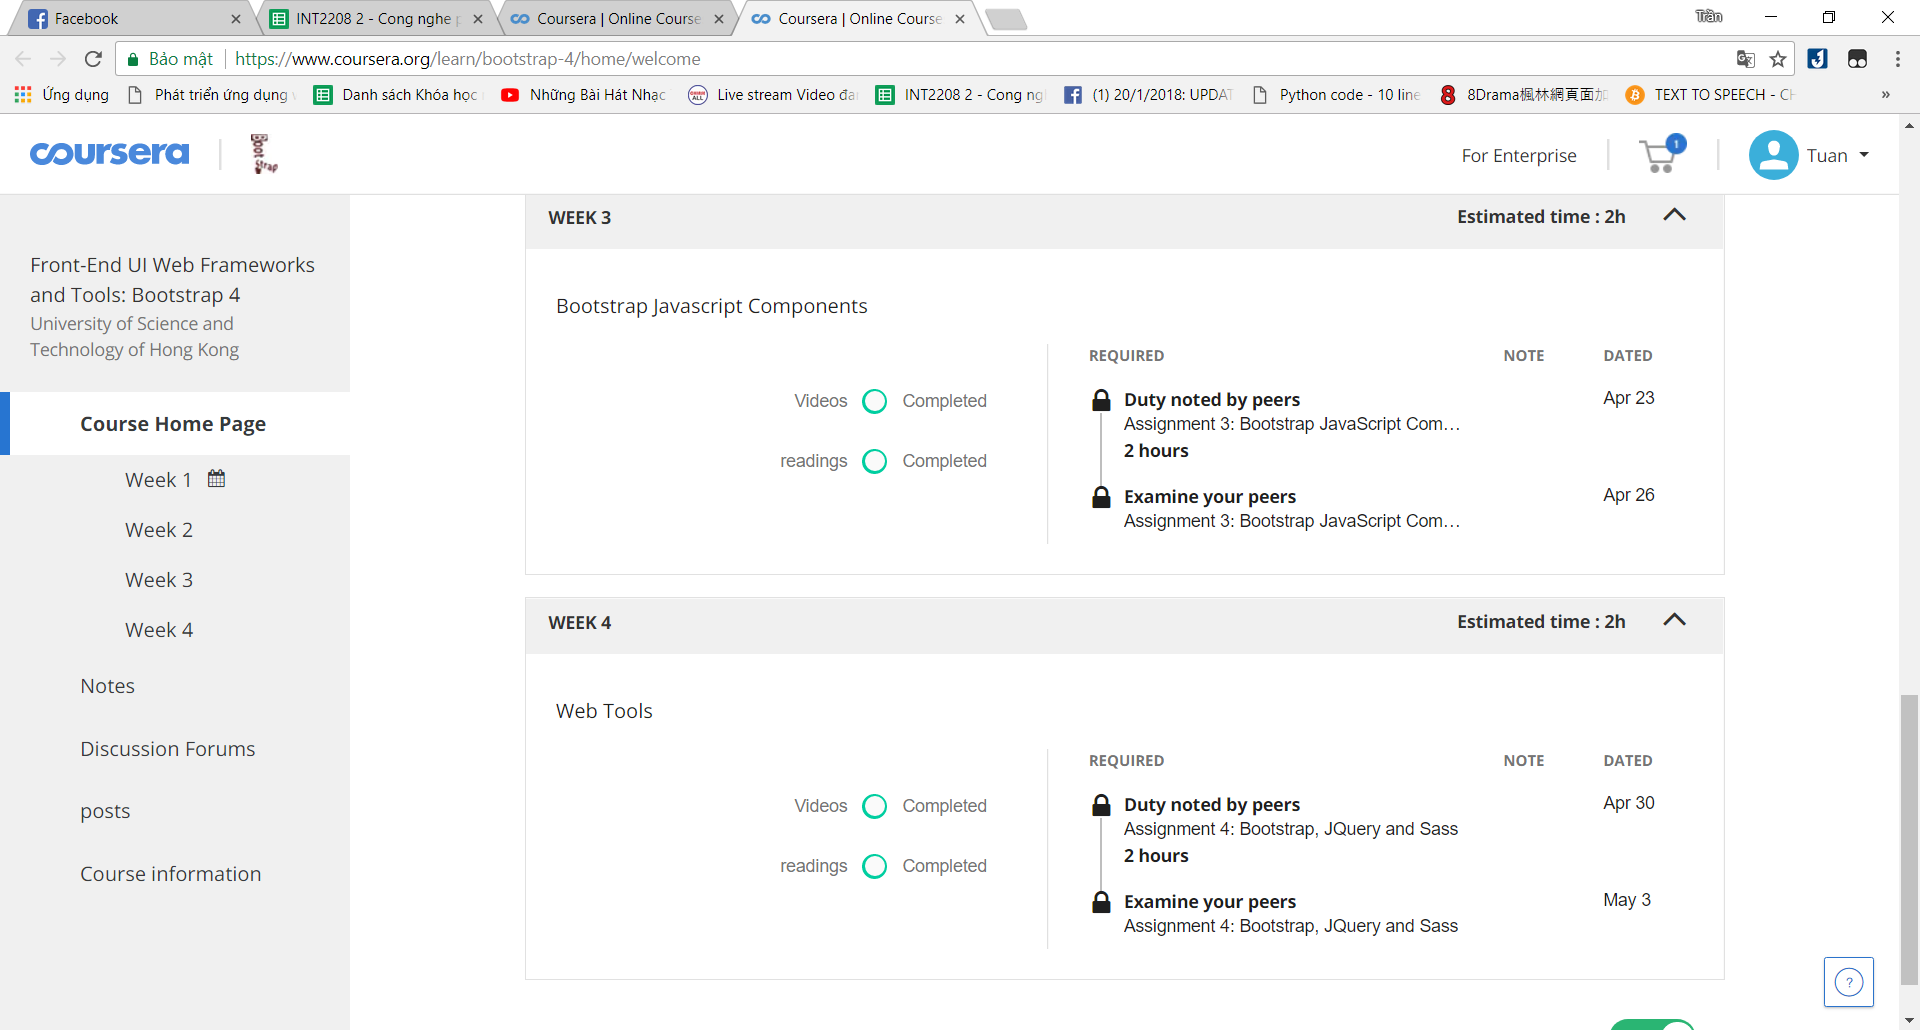 Facebook
INT2208 2 - Cong nghe p
Coursera | Online Course
Coursera | Online Course
Trần
Bảo mật
https://www.coursera.org/learn/bootstrap-4/home/welcome
Ứng dụng
Phát triển ứng dụng
Danh sách Khóa học
Những Bài Hát Nhạc
Live stream Video đa
INT2208 2 - Cong ng
(1) 20/1/2018: UPDAT
Python code - 10 line
8Drama楓林網頁面加
TEXT TO SPEECH - CH
»
coursera
Boot
strap
For Enterprise
1
Tuan
Front-End UI Web Frameworks
and Tools: Bootstrap 4
University of Science and
Technology of Hong Kong
Course Home Page
Week 1
Week 2
Week 3
Week 4
Notes
Discussion Forums
posts
Course information
WEEK 3
Estimated time : 2h
Bootstrap Javascript Components
Videos Completed
readings Completed
REQUIRED NOTE DATED
Duty noted by peers Apr 23
Assignment 3: Bootstrap JavaScript Com…
2 hours
Examine your peers Apr 26
Assignment 3: Bootstrap JavaScript Com…
WEEK 4
Estimated time : 2h
Web Tools
Videos Completed
readings Completed
REQUIRED NOTE DATED
Duty noted by peers Apr 30
Assignment 4: Bootstrap, JQuery and Sass
2 hours
Examine your peers May 3
Assignment 4: Bootstrap, JQuery and Sass
?